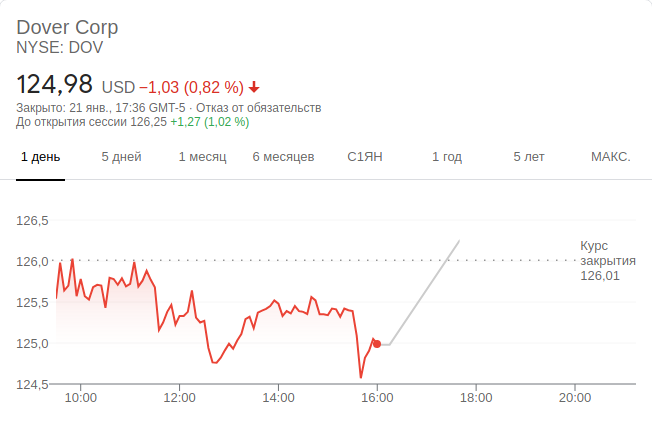 Dover Corp
NYSE: DOV
124,98 USD −1,03 (0,82 %)
Закрыто: 21 янв., 17:36 GMT-5 · Отказ от обязательств
До открытия сессии 126,25 +1,27 (1,02 %)
1 день 5 дней 1 месяц 6 месяцев С1ЯН 1 год 5 лет МАКС.
126,5
126,0
125,5
125,0
124,5
Курс
закрытия
126,01
10:00 12:00 14:00 16:00 18:00 20:00